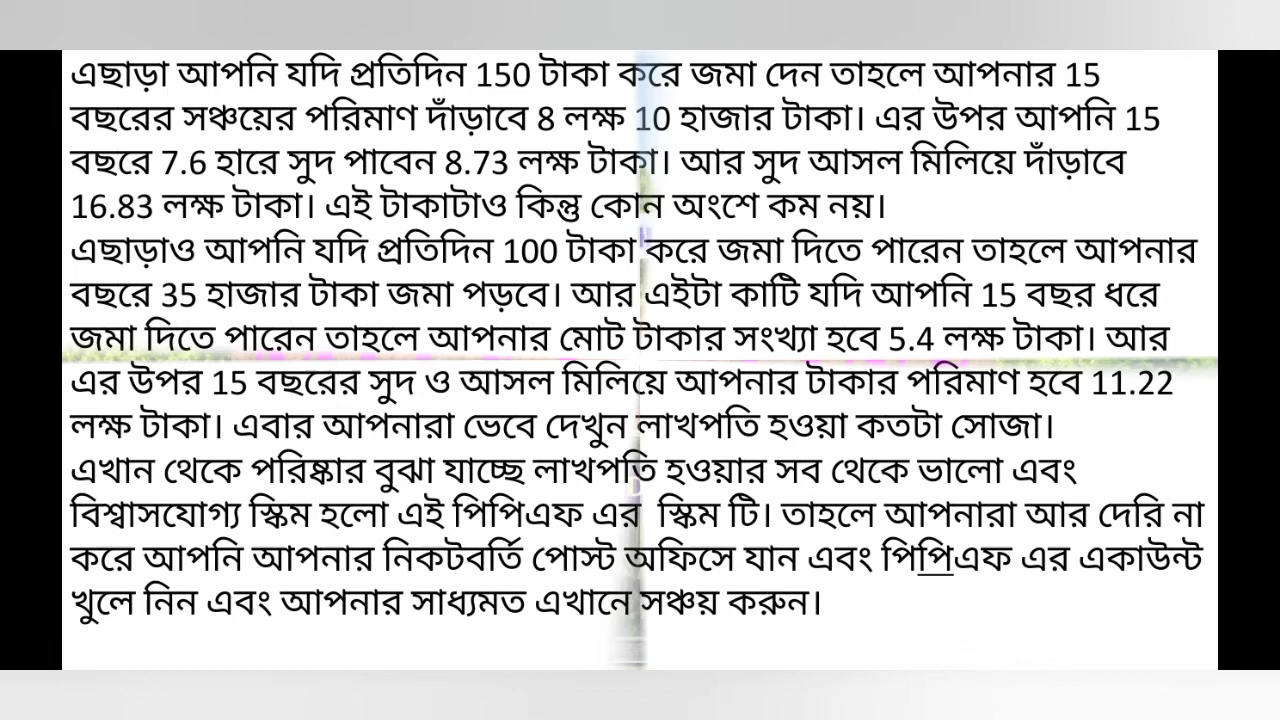 এছাড়া আপনি যদি প্রতিদিন 150 টাকা করে জমা দেন তাহলে আপনার 15
বছরের সঞ্চয়ের পরিমাণ দাঁড়াবে 8 লক্ষ 10 হাজার টাকা। এর উপর আপনি 15
বছরে 7.6 হারে সুদ পাবেন 8.73 লক্ষ টাকা। আর সুদ আসল মিলিয়ে দাঁড়াবে
16.83 লক্ষ টাকা। এই টাকাটাও কিন্তু কোন অংশে কম নয়।
এছাড়াও আপনি যদি প্রতিদিন 100 টাকা করে জমা দিতে পারেন তাহলে আপনার
বছরে 35 হাজার টাকা জমা পড়বে। আর এইটা কাটি যদি আপনি 15 বছর ধরে
জমা দিতে পারেন তাহলে আপনার মোট টাকার সংখ্যা হবে 5.4 লক্ষ টাকা। আর
এর উপর 15 বছরের সুদ ও আসল মিলিয়ে আপনার টাকার পরিমাণ হবে 11.22
লক্ষ টাকা। এবার আপনারা ভেবে দেখুন লাখপতি হওয়া কতটা সোজা।
এখান থেকে পরিষ্কার বুঝা যাচ্ছে লাখপতি হওয়ার সব থেকে ভালো এবং
বিশ্বাসযোগ্য স্কিম হলো এই পিপিএফ এর স্কিম টি। তাহলে আপনারা আর দেরি না
করে আপনি আপনার নিকটবর্তি পোস্ট অফিসে যান এবং পিপিএফ এর একাউন্ট
খুলে নিন এবং আপনার সাধ্যমত এখানে সঞ্চয় করুন।